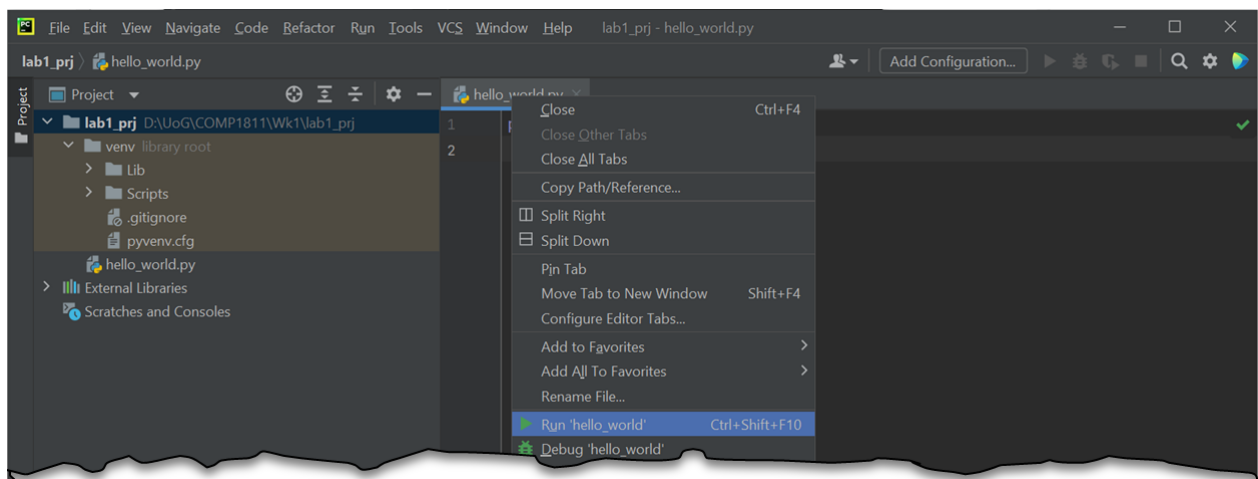 PC File Edit View Navigate Code Refactor Run Tools VCS Window Help lab1_prj - hello_world.py
lab1_prj hello_world.py Add Configuration...
Project
Project
hello_world.py
lab1_prj D:\UoG\COMP1811\Wk1\lab1_prj
venv library root
Lib
Scripts
.gitignore
pyvenv.cfg
hello_world.py
External Libraries
Scratches and Consoles
1 p
2
Close Ctrl+F4
Close Other Tabs
Close All Tabs
Copy Path/Reference...
Split Right
Split Down
Pin Tab
Move Tab to New Window Shift+F4
Configure Editor Tabs...
Add to Favorites
Add All To Favorites
Rename File...
Run 'hello_world' Ctrl+Shift+F10
Debug 'hello_world'